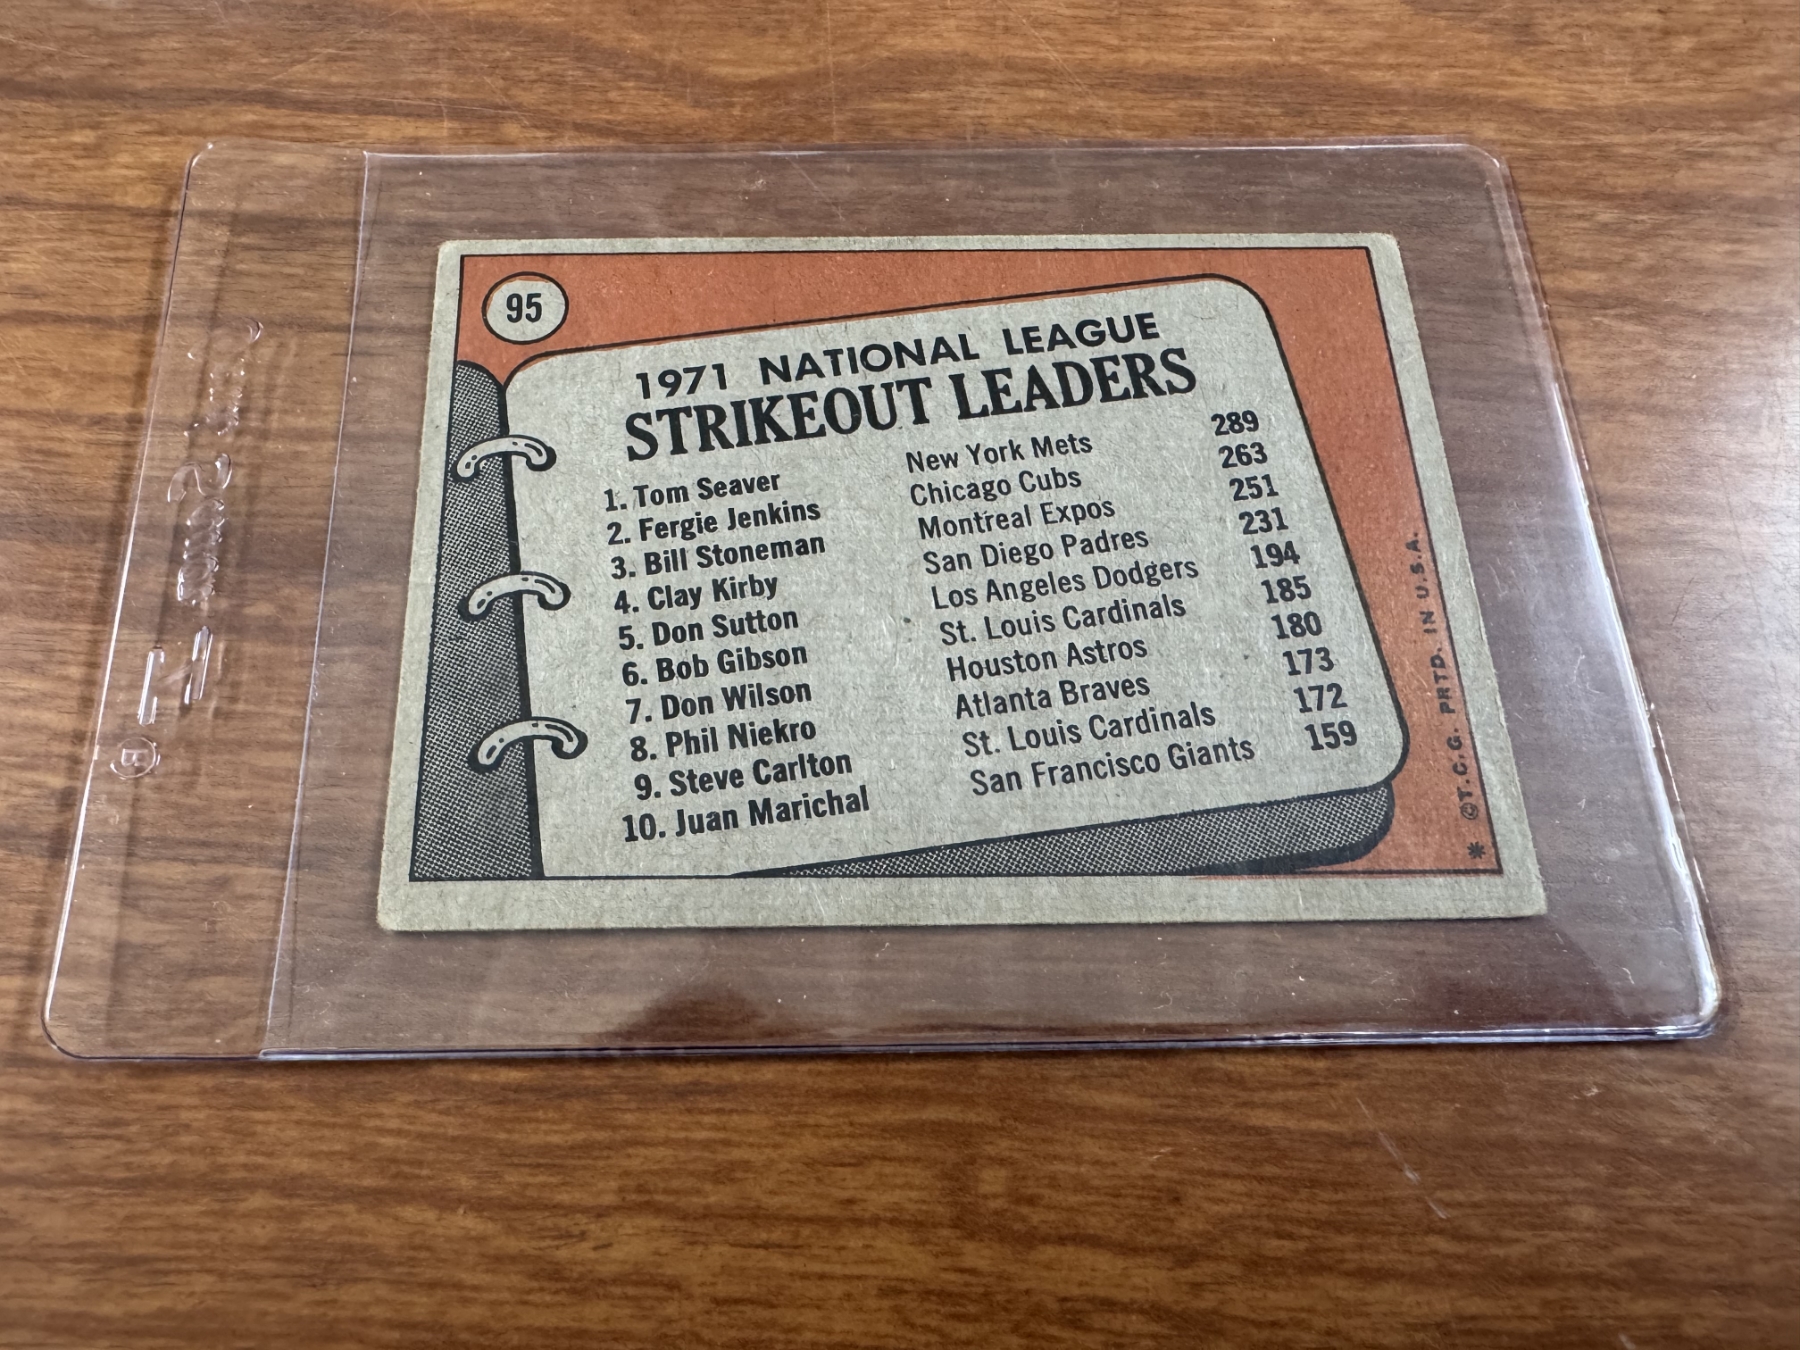 95
1971 NATIONAL LEAGUE
STRIKEOUT LEADERS
1. Tom Seaver New York Mets 289
2. Fergie Jenkins Chicago Cubs 263
3. Bill Stoneman Montreal Expos 251
4. Clay Kirby San Diego Padres 231
5. Don Sutton Los Angeles Dodgers 194
6. Bob Gibson St. Louis Cardinals 185
7. Don Wilson Houston Astros 180
8. Phil Niekro Atlanta Braves 173
9. Steve Carlton St. Louis Cardinals 172
10. Juan Marichal San Francisco Giants 159
* ©T.C.G. PRTD. IN U.S.A.